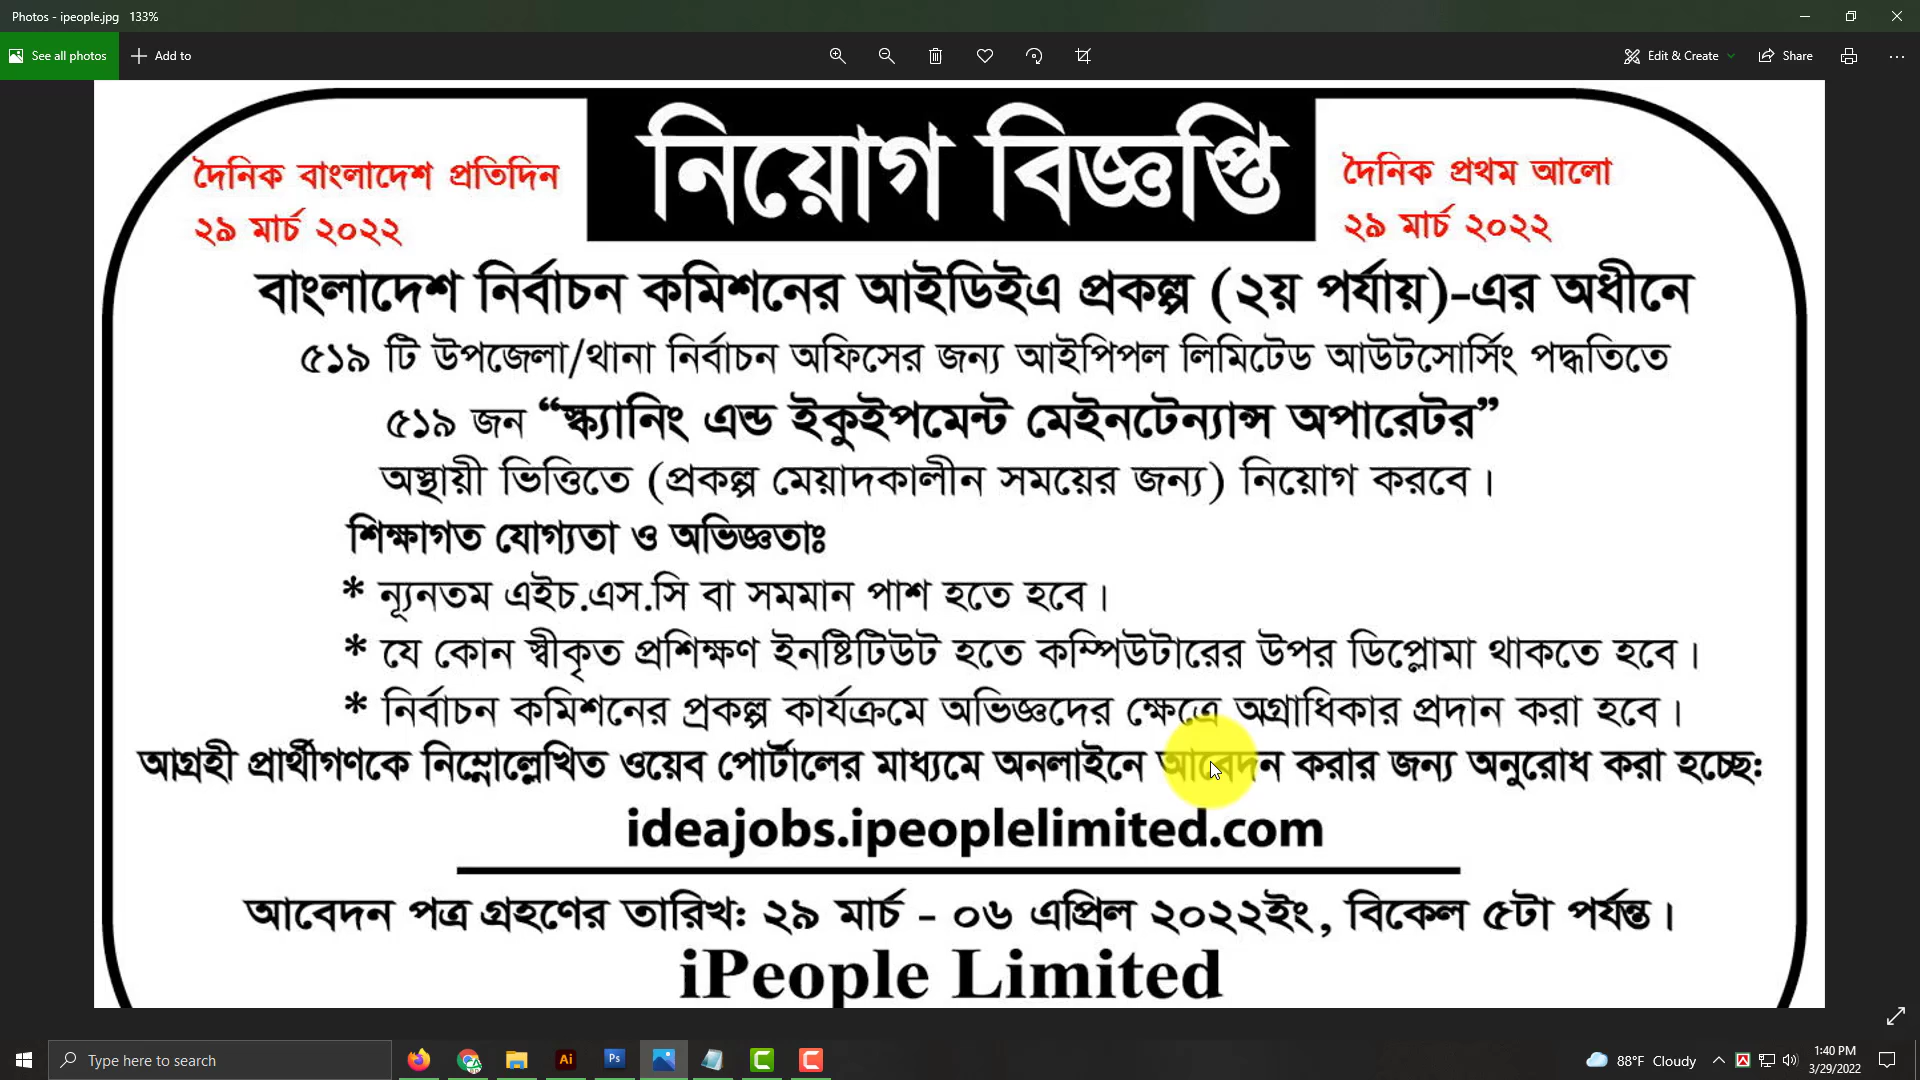 Photos - ipeople.jpg 133%
See all photos
Add to
Edit & Create
Share
নিয়োগ বিজ্ঞপ্তি
দৈনিক বাংলাদেশ প্রতিদিন
২৯ মার্চ ২০২২
দৈনিক প্রথম আলো
২৯ মার্চ ২০২২
বাংলাদেশ নির্বাচন কমিশনের আইডিইএ প্রকল্প (২য় পর্যায়)-এর অধীনে
৫১৯ টি উপজেলা/থানা নির্বাচন অফিসের জন্য আইপিপল লিমিটেড আউটসোর্সিং পদ্ধতিতে
৫১৯ জন “স্ক্যানিং এন্ড ইকুইপমেন্ট মেইনটেন্যান্স অপারেটর”
অস্থায়ী ভিত্তিতে (প্রকল্প মেয়াদকালীন সময়ের জন্য) নিয়োগ করবে।
শিক্ষাগত যোগ্যতা ও অভিজ্ঞতাঃ
* ন্যূনতম এইচ.এস.সি বা সমমান পাশ হতে হবে।
* যে কোন স্বীকৃত প্রশিক্ষণ ইনষ্টিটিউট হতে কম্পিউটারের উপর ডিপ্লোমা থাকতে হবে।
* নির্বাচন কমিশনের প্রকল্প কার্যক্রমে অভিজ্ঞদের ক্ষেত্রে অগ্রাধিকার প্রদান করা হবে।
আগ্রহী প্রার্থীগণকে নিম্নোল্লেখিত ওয়েব পোর্টালের মাধ্যমে অনলাইনে আবেদন করার জন্য অনুরোধ করা হচ্ছে:
ideajobs.ipeoplelimited.com
আবেদন পত্র গ্রহণের তারিখ: ২৯ মার্চ - ০৬ এপ্রিল ২০২২ইং, বিকেল ৫টা পর্যন্ত।
iPeople Limited
Type here to search
Ai
Ps
88°F Cloudy
1:40 PM
3/29/2022